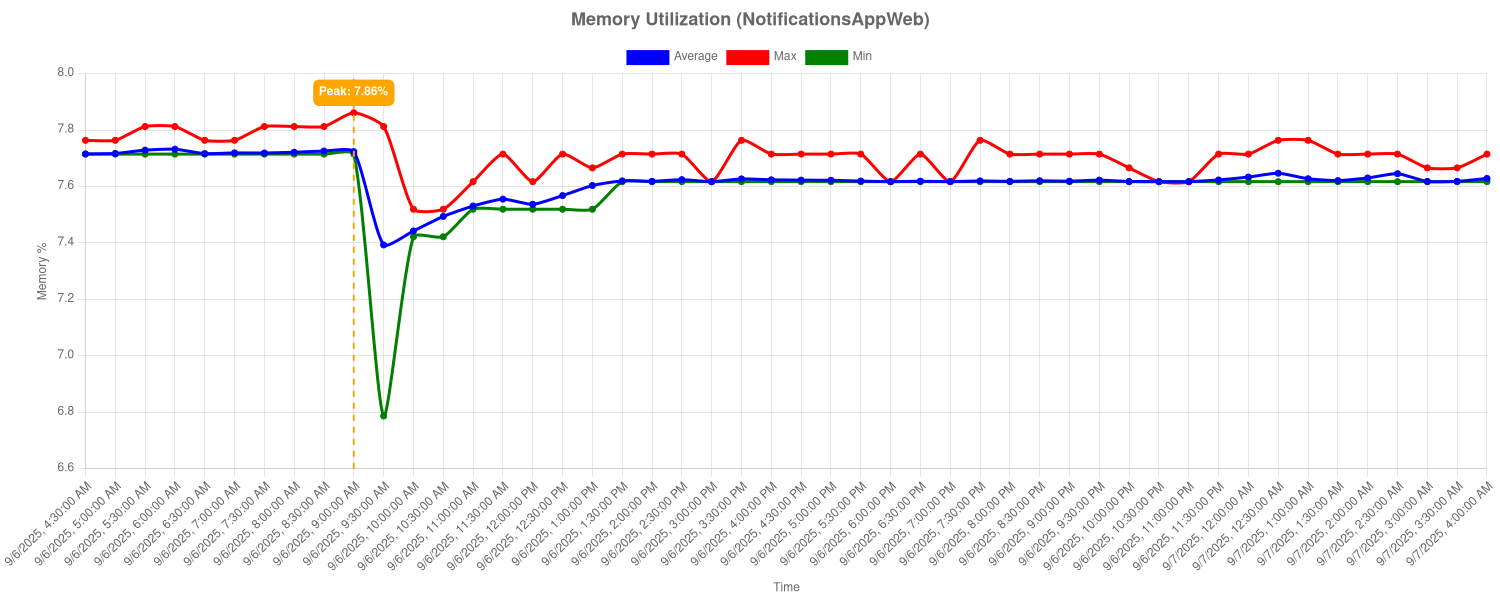 Memory Utilization (NotificationsAppWeb)
Average Max Min
Peak: 7.86%
8.0
7.8
7.6
7.4
7.2
7.0
6.8
6.6
Memory %
9/6/2025, 4:30:00 AM
9/6/2025, 5:00:00 AM
9/6/2025, 5:30:00 AM
9/6/2025, 6:00:00 AM
9/6/2025, 6:30:00 AM
9/6/2025, 7:00:00 AM
9/6/2025, 7:30:00 AM
9/6/2025, 8:00:00 AM
9/6/2025, 8:30:00 AM
9/6/2025, 9:00:00 AM
9/6/2025, 9:30:00 AM
9/6/2025, 10:00:00 AM
9/6/2025, 10:30:00 AM
9/6/2025, 11:00:00 AM
9/6/2025, 11:30:00 AM
9/6/2025, 12:00:00 PM
9/6/2025, 12:30:00 PM
9/6/2025, 1:00:00 PM
9/6/2025, 1:30:00 PM
9/6/2025, 2:00:00 PM
9/6/2025, 2:30:00 PM
9/6/2025, 3:00:00 PM
9/6/2025, 3:30:00 PM
9/6/2025, 4:00:00 PM
9/6/2025, 4:30:00 PM
9/6/2025, 5:00:00 PM
9/6/2025, 5:30:00 PM
9/6/2025, 6:00:00 PM
9/6/2025, 6:30:00 PM
9/6/2025, 7:00:00 PM
9/6/2025, 7:30:00 PM
9/6/2025, 8:00:00 PM
9/6/2025, 8:30:00 PM
9/6/2025, 9:00:00 PM
9/6/2025, 9:30:00 PM
9/6/2025, 10:00:00 PM
9/6/2025, 10:30:00 PM
9/6/2025, 11:00:00 PM
9/6/2025, 11:30:00 PM
9/7/2025, 12:00:00 AM
9/7/2025, 12:30:00 AM
9/7/2025, 1:00:00 AM
9/7/2025, 1:30:00 AM
9/7/2025, 2:00:00 AM
9/7/2025, 2:30:00 AM
9/7/2025, 3:00:00 AM
9/7/2025, 3:30:00 AM
9/7/2025, 4:00:00 AM
Time